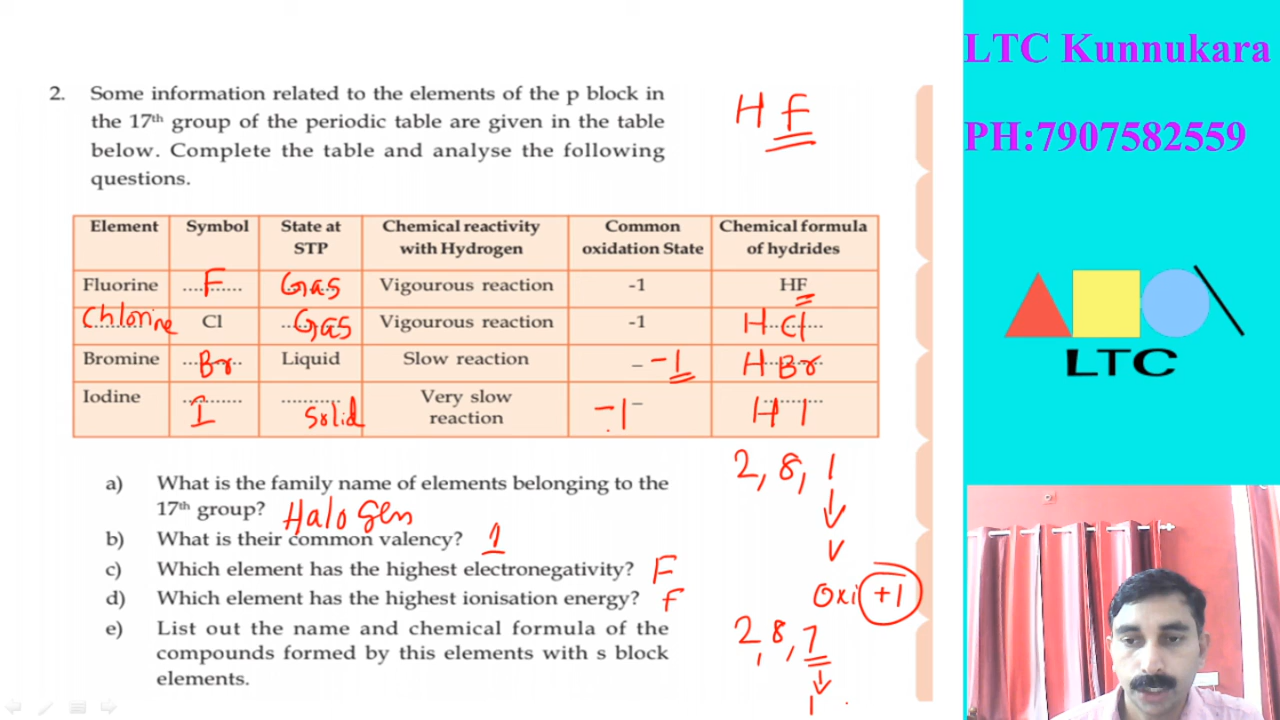 LTC Kunnukara
PH:7907582559
2. Some information related to the elements of the p block in
the 17th group of the periodic table are given in the table
below. Complete the table and analyse the following
questions.
H F
Element Symbol State at STP Chemical reactivity with Hydrogen Common oxidation State Chemical formula of hydrides
Fluorine F Gas Vigourous reaction -1 HF
Chlorine Cl Gas Vigourous reaction -1 H Cl
Bromine Br Liquid Slow reaction -1 H Br
Iodine I Solid Very slow reaction -1 H I
LTC
a) What is the family name of elements belonging to the
17th group? Halogen
b) What is their common valency? 1
c) Which element has the highest electronegativity? F
d) Which element has the highest ionisation energy? F
e) List out the name and chemical formula of the
compounds formed by this elements with s block
elements.
2, 8, 1
V
Oxi +1
2, 8, 7
1